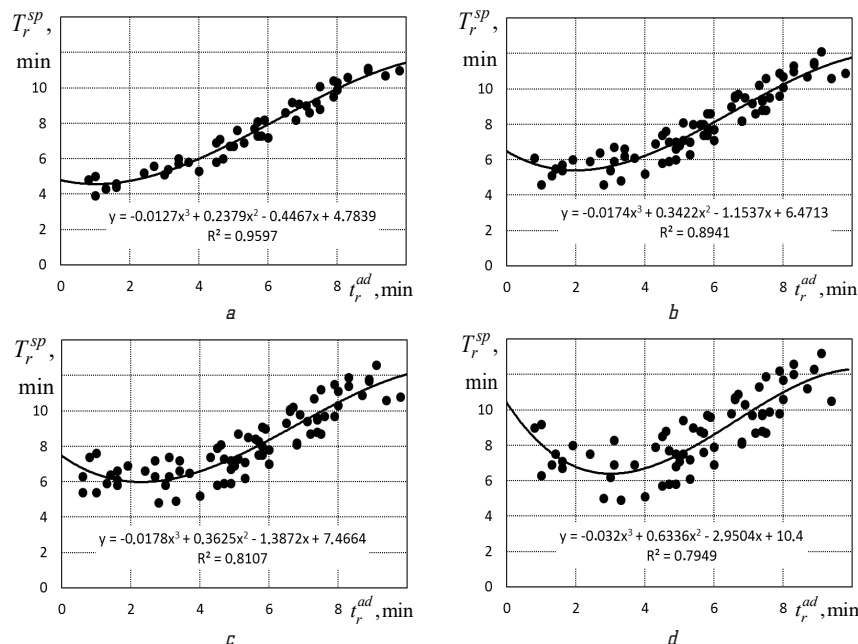 T_r^{sp},
min
10
8
6
4
2
0
y = -0.0127x³ + 0.2379x² - 0.4467x + 4.7839
R² = 0.9597
0 2 4 6 8 t_r^{ad}, min
a
T_r^{sp},
min
10
8
6
4
2
0
y = -0.0174x³ + 0.3422x² - 1.1537x + 6.4713
R² = 0.8941
0 2 4 6 8 t_r^{ad}, min
b
T_r^{sp},
min
10
8
6
4
2
0
y = -0.0178x³ + 0.3625x² - 1.3872x + 7.4664
R² = 0.8107
0 2 4 6 8 t_r^{ad}, min
c
T_r^{sp},
min
10
8
6
4
2
0
y = -0.032x³ + 0.6336x² - 2.9504x + 10.4
R² = 0.7949
0 2 4 6 8 t_r^{ad}, min
d